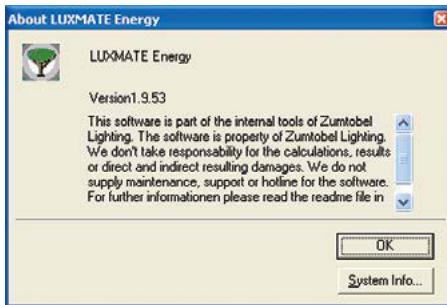 About LUXMATE Energy
LUXMATE Energy
Version1.9.53
This software is part of the internal tools of Zumtobel
Lighting. The software is property of Zumtobel Lighting.
We don't take responsability for the calculations, results
or direct and indirect resulting damages. We do not
supply maintenance, support or hotline for the software.
For further informationen please read the readme file in
OK
System Info...